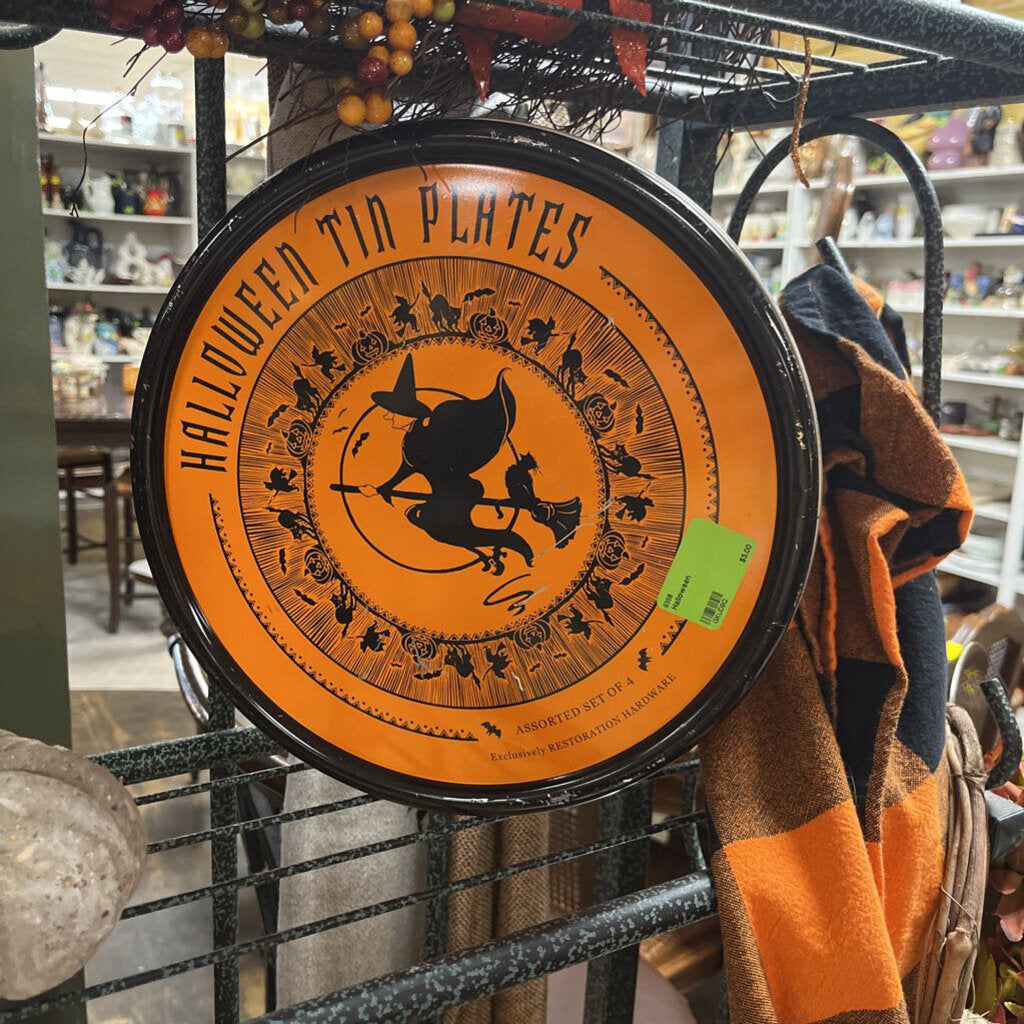 HALLOWEEN TIN PLATES
ASSORTED SET OF 4
Exclusively RESTORATION HARDWARE
$3.00
Halloween